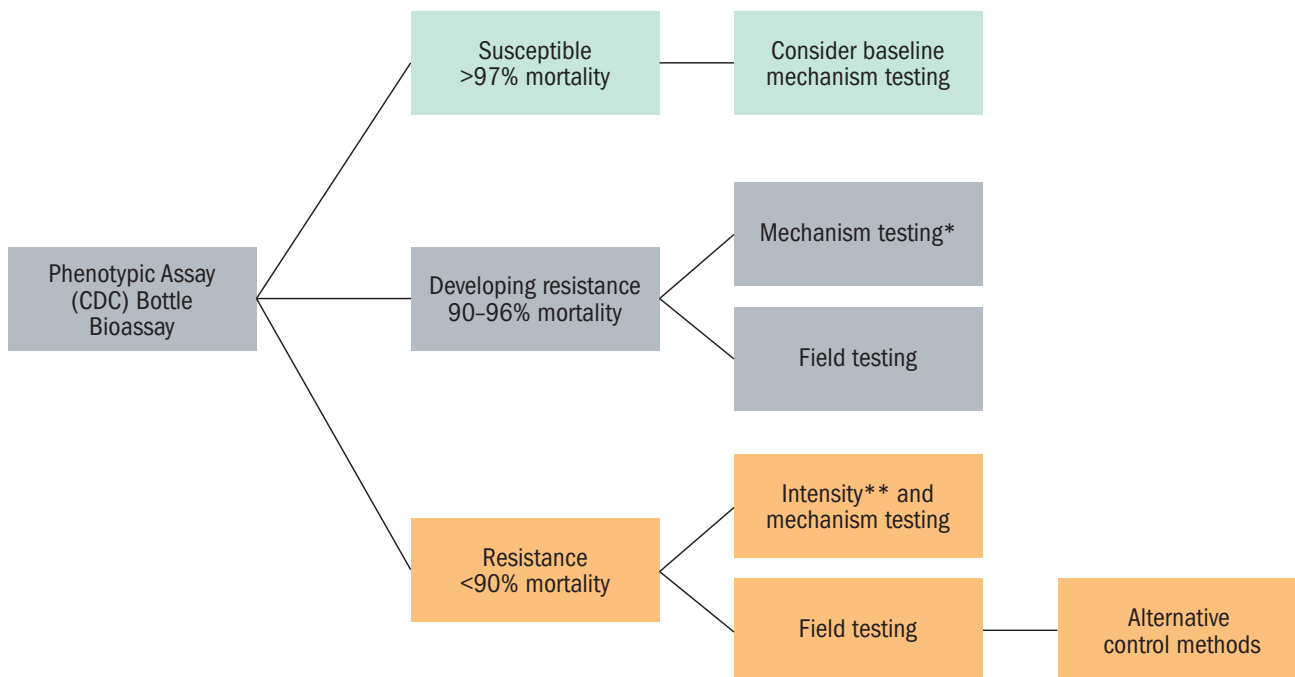 Susceptible
>97% mortality
Consider baseline
mechanism testing
Phenotypic Assay
(CDC) Bottle
Bioassay
Developing resistance
90–96% mortality
Mechanism testing*
Field testing
Resistance
<90% mortality
Intensity** and
mechanism testing
Field testing
Alternative
control methods